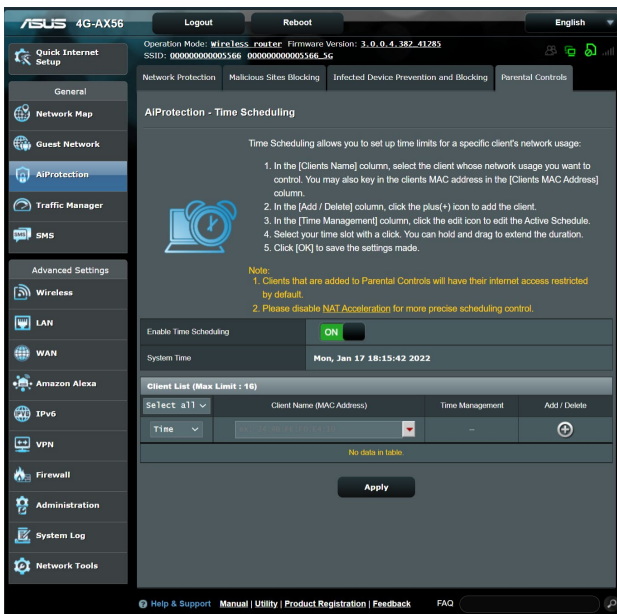 ASUS 4G-AX56
Logout
Reboot
English
Quick Internet
Setup
General
Network Map
Guest Network
AiProtection
Traffic Manager
SMS
SMS
Advanced Settings
Wireless
LAN
WAN
Amazon Alexa
IPv6
VPN
Firewall
Administration
System Log
Network Tools
Operation Mode: Wireless router Firmware Version: 3.0.0.4.382_41285
SSID: 000000000005566 000000000005566_5G
Network Protection
Malicious Sites Blocking
Infected Device Prevention and Blocking
Parental Controls
AiProtection - Time Scheduling
Time Scheduling allows you to set up time limits for a specific client's network usage:
1. In the [Clients Name] column, select the client whose network usage you want to
control. You may also key in the clients MAC address in the [Clients MAC Address]
column.
2. In the [Add / Delete] column, click the plus(+) icon to add the client.
3. In the [Time Management] column, click the edit icon to edit the Active Schedule.
4. Select your time slot with a click. You can hold and drag to extend the duration.
5. Click [OK] to save the settings made.
Note:
1. Clients that are added to Parental Controls will have their internet access restricted
by default.
2. Please disable NAT Acceleration for more precise scheduling control.
Enable Time Scheduling
ON
System Time
Mon, Jan 17 18:15:42 2022
Client List (Max Limit : 16)
Select all
Client Name (MAC Address)
Time Management
Add / Delete
Time
–
No data in table.
Apply
Help & Support
Manual | Utility | Product Registration | Feedback
FAQ